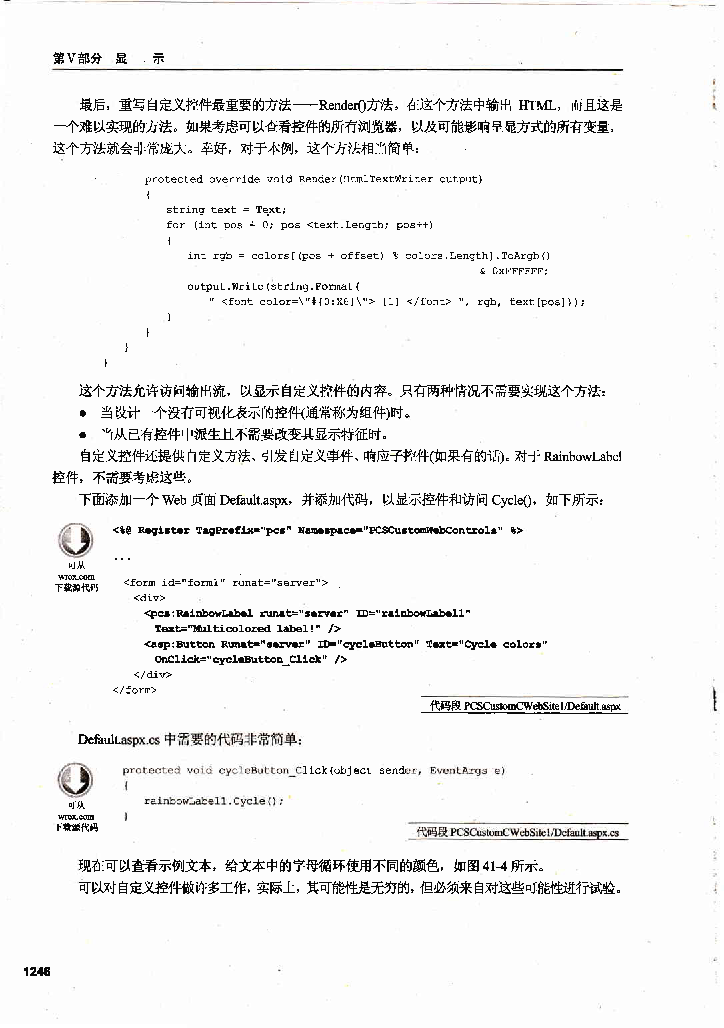 第V部分 显 示
最后，重写自定义控件最重要的方法——Render()方法。在这个方法中输出 HTML，而且这是
一个难以实现的方法。如果考虑可以查看控件的所有浏览器，以及可能影响呈显方式的所有变量，
这个方法就会非常庞大。幸好，对于本例，这个方法相当简单：
protected override void Render(HtmlTextWriter output)
{
string text = Text;
for (int pos = 0; pos <text.Length; pos++)
{
int rgb = colors[(pos + offset) % colors.Length].ToArgb()
& 0xFFFFFF;
output.Write(string.Format(
" <font color=\"#{0:X6}\"> {1} </font> ", rgb, text[pos]));
}
}
}
}
这个方法允许访问输出流，以显示自定义控件的内容。只有两种情况不需要实现这个方法：
● 当设计一个没有可视化表示的控件(通常称为组件)时。
● 当从已有控件中派生且不需要改变其显示特征时。
自定义控件还提供自定义方法、引发自定义事件、响应子控件(如果有的话)。对于 RainbowLabel
控件，不需要考虑这些。
下面添加一个 Web 页面 Default.aspx，并添加代码，以显示控件和访问 Cycle()，如下所示：
<%@ Register TagPrefix="pcs" Namespace="PCSCustomWebControls" %>
...
可从
wrox.com
下载源代码
<form id="form1" runat="server">
<div>
<pcs:RainbowLabel runat="server" ID="rainbowLabel1"
Text="Multicolored label!" />
<asp:Button Runat="server" ID="cycleButton" Text="Cycle colors"
OnClick="cycleButton_Click" />
</div>
</form>
代码段 PCSCustomCWebSite1/Default.aspx
Default.aspx.cs 中需要的代码非常简单：
protected void cycleButton_Click(object sender, EventArgs e)
{
rainbowLabel1.Cycle();
}
可从
wrox.com
下载源代码
代码段 PCSCustomCWebSite1/Default.aspx.cs
现在可以查看示例文本，给文本中的字母循环使用不同的颜色，如图 41-4 所示。
可以对自定义控件做许多工作，实际上，其可能性是无穷的，但必须来自对这些可能性进行试验。
1246